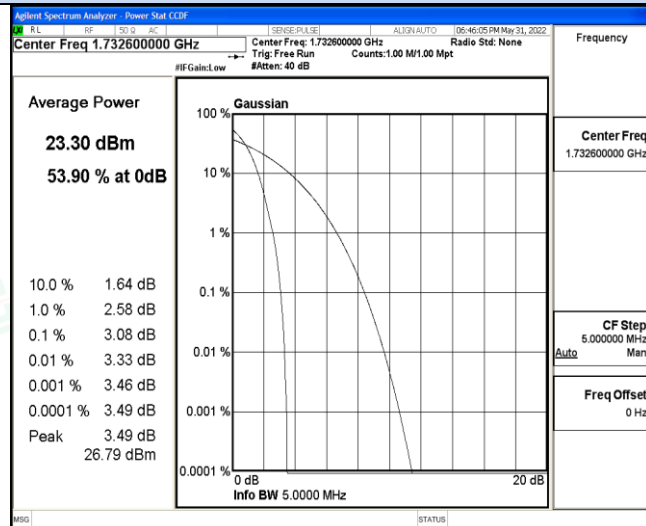 Agilent Spectrum Analyzer - Power Stat CCDF
RL RF 50 Ω AC SENSE:PULSE ALIGN AUTO 06:46:05 PM May 31, 2022
Center Freq 1.732600000 GHz
Center Freq: 1.732600000 GHz Radio Std: None
Trig: Free Run Counts:1.00 M/1.00 Mpt
#IFGain:Low #Atten: 40 dB
Frequency
Average Power
23.30 dBm
53.90 % at 0dB
10.0 % 1.64 dB
1.0 % 2.58 dB
0.1 % 3.08 dB
0.01 % 3.33 dB
0.001 % 3.46 dB
0.0001 % 3.49 dB
Peak 3.49 dB
26.79 dBm
Gaussian
100 %
10 %
1 %
0.1 %
0.01 %
0.001 %
0.0001 %
0 dB 20 dB
Info BW 5.0000 MHz
Center Freq
1.732600000 GHz
CF Step
5.000000 MHz
Auto Man
Freq Offset
0 Hz
MSG STATUS